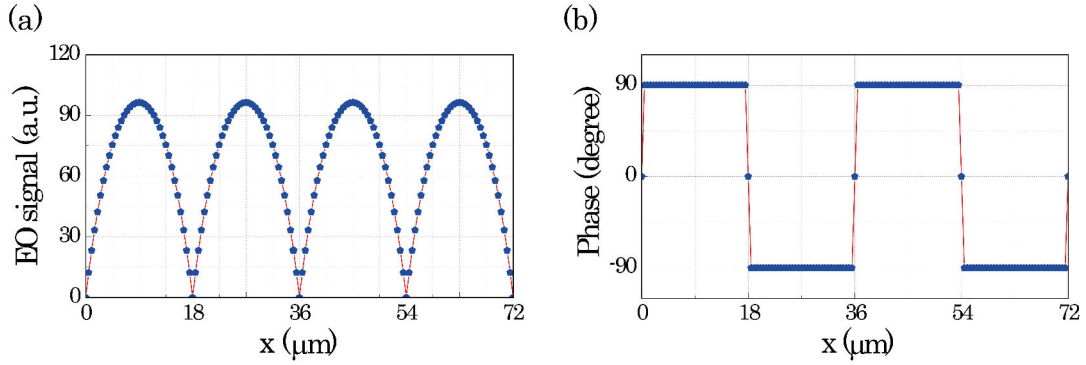 (a)
120
90
60
30
0
EO signal (a.u.)
0 18 36 54 72
x (μm)
(b)
90
0
-90
Phase (degree)
0 18 36 54 72
x (μm)